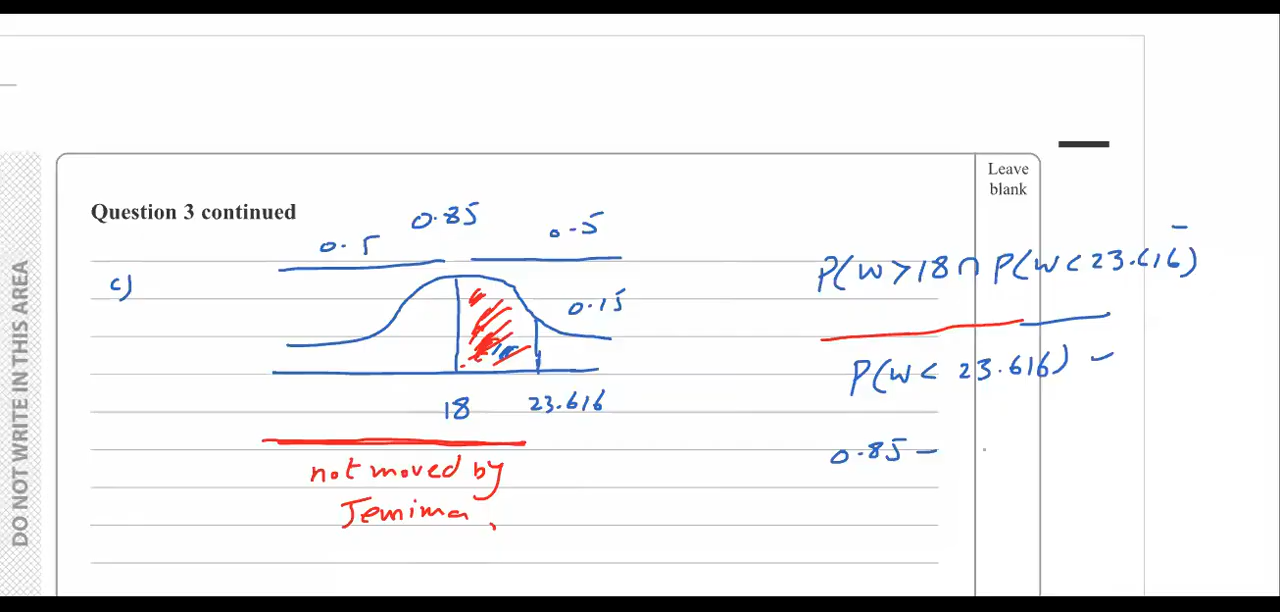 Leave
blank
Question 3 continued
0.85
0.5
0.5
c)
0.15
18
23.616
not moved by
Jemima,
P(W>18∩P(W<23.616)
P(W< 23.616)
0.85 –
DO NOT WRITE IN THIS AREA